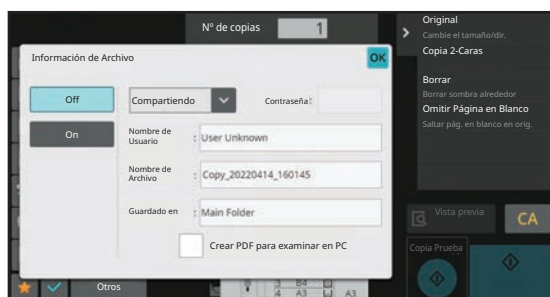 Nº de copias 1
Información de Archivo
OK
Off
On
Compartiendo
Contraseña :
Nombre de Usuario : User Unknown
Nombre de Archivo : Copy_20220414_160145
Guardado en : Main Folder
Crear PDF para examinar en PC
Otros
3 B4
4 A3
A3
Original
Cambie el tamaño/dir.
Copia 2-Caras
Borrar
Borrar sombra alrededor
Omitir Página en Blanco
Saltar pág. en blanco en orig.
Vista previa
CA
Copia Prueba